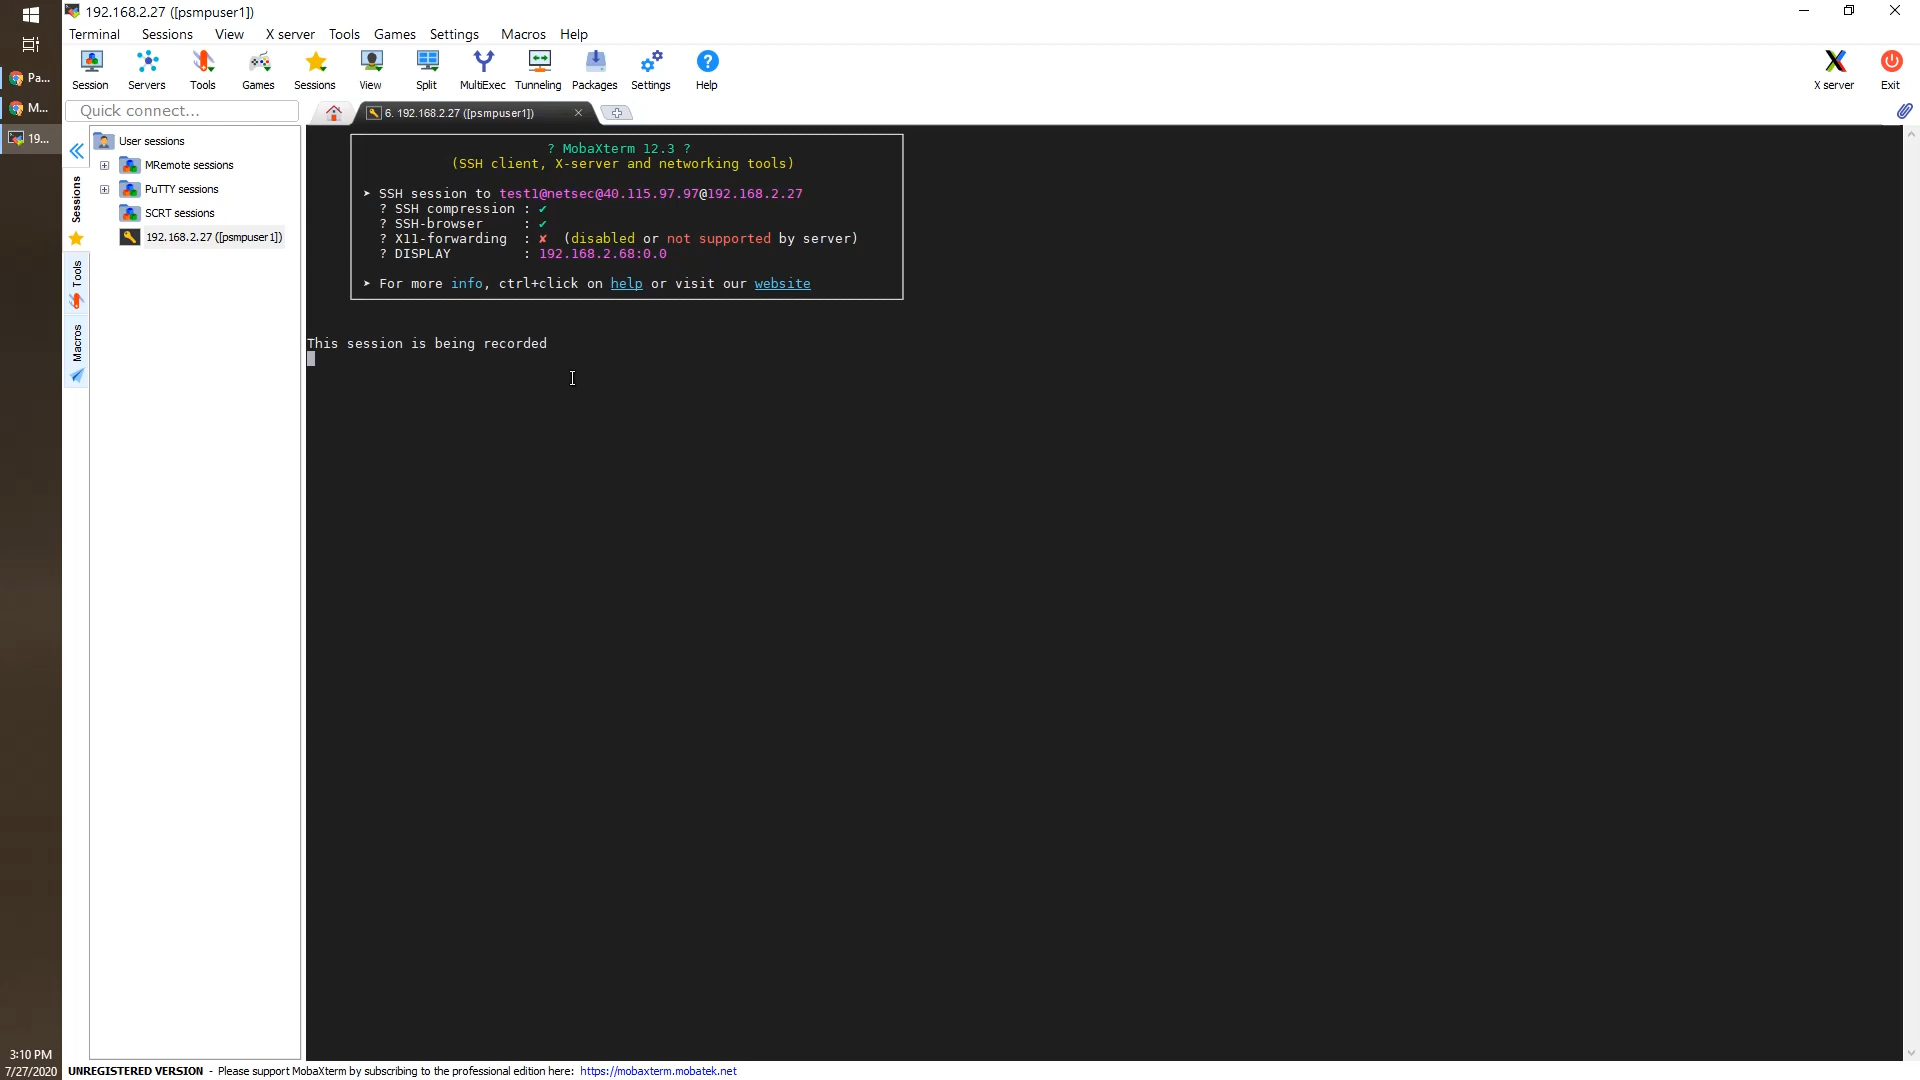 192.168.2.27 ([psmpuser1])
Terminal Sessions View X server Tools Games Settings Macros Help
Session Servers Tools Games Sessions View Split MultiExec Tunneling Packages Settings Help X server Exit
Pa...
M...
19...
Quick connect...
6. 192.168.2.27 ([psmpuser1])
User sessions
MRemote sessions
PuTTY sessions
SCRT sessions
192.168.2.27 ([psmpuser1])
Sessions
Tools
Macros
? MobaXterm 12.3 ?
(SSH client, X-server and networking tools)
➤ SSH session to test1@netsec@40.115.97.97@192.168.2.27
? SSH compression : ✔
? SSH-browser : ✔
? X11-forwarding : ✘ (disabled or not supported by server)
? DISPLAY : 192.168.2.68:0.0
➤ For more info, ctrl+click on help or visit our website
This session is being recorded
3:10 PM
7/27/2020
UNREGISTERED VERSION - Please support MobaXterm by subscribing to the professional edition here: https://mobaxterm.mobatek.net